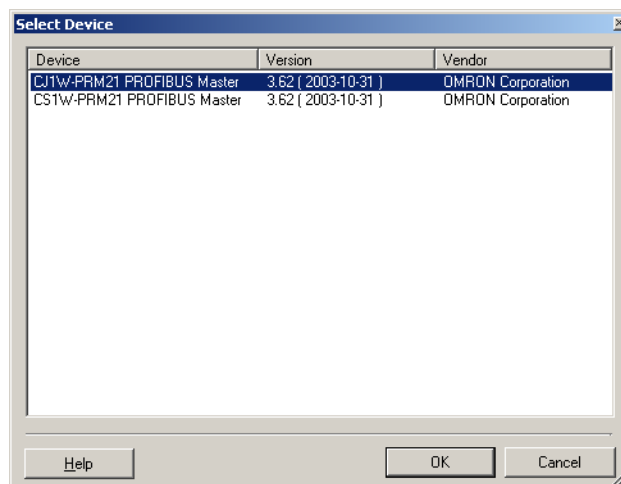 Select Device
Device Version Vendor
CJ1W-PRM21 PROFIBUS Master 3.62 ( 2003-10-31 ) OMRON Corporation
CS1W-PRM21 PROFIBUS Master 3.62 ( 2003-10-31 ) OMRON Corporation
Help OK Cancel